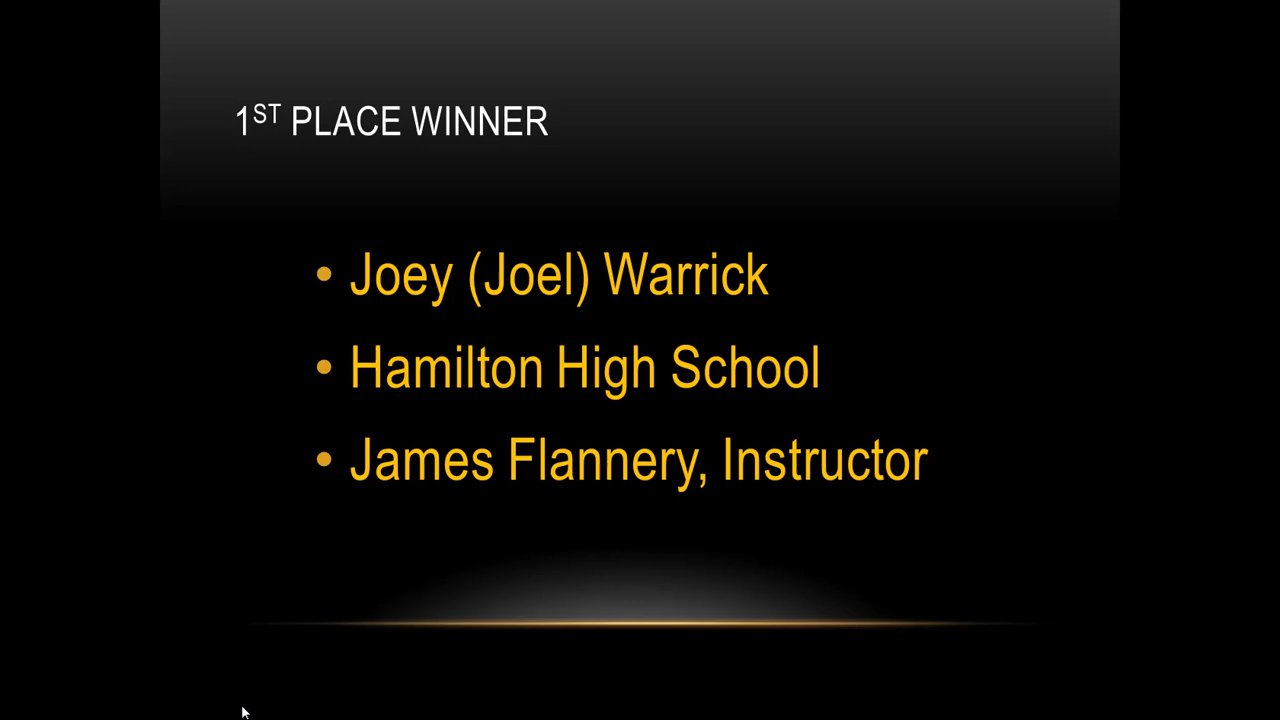 1ST PLACE WINNER
• Joey (Joel) Warrick
• Hamilton High School
• James Flannery, Instructor